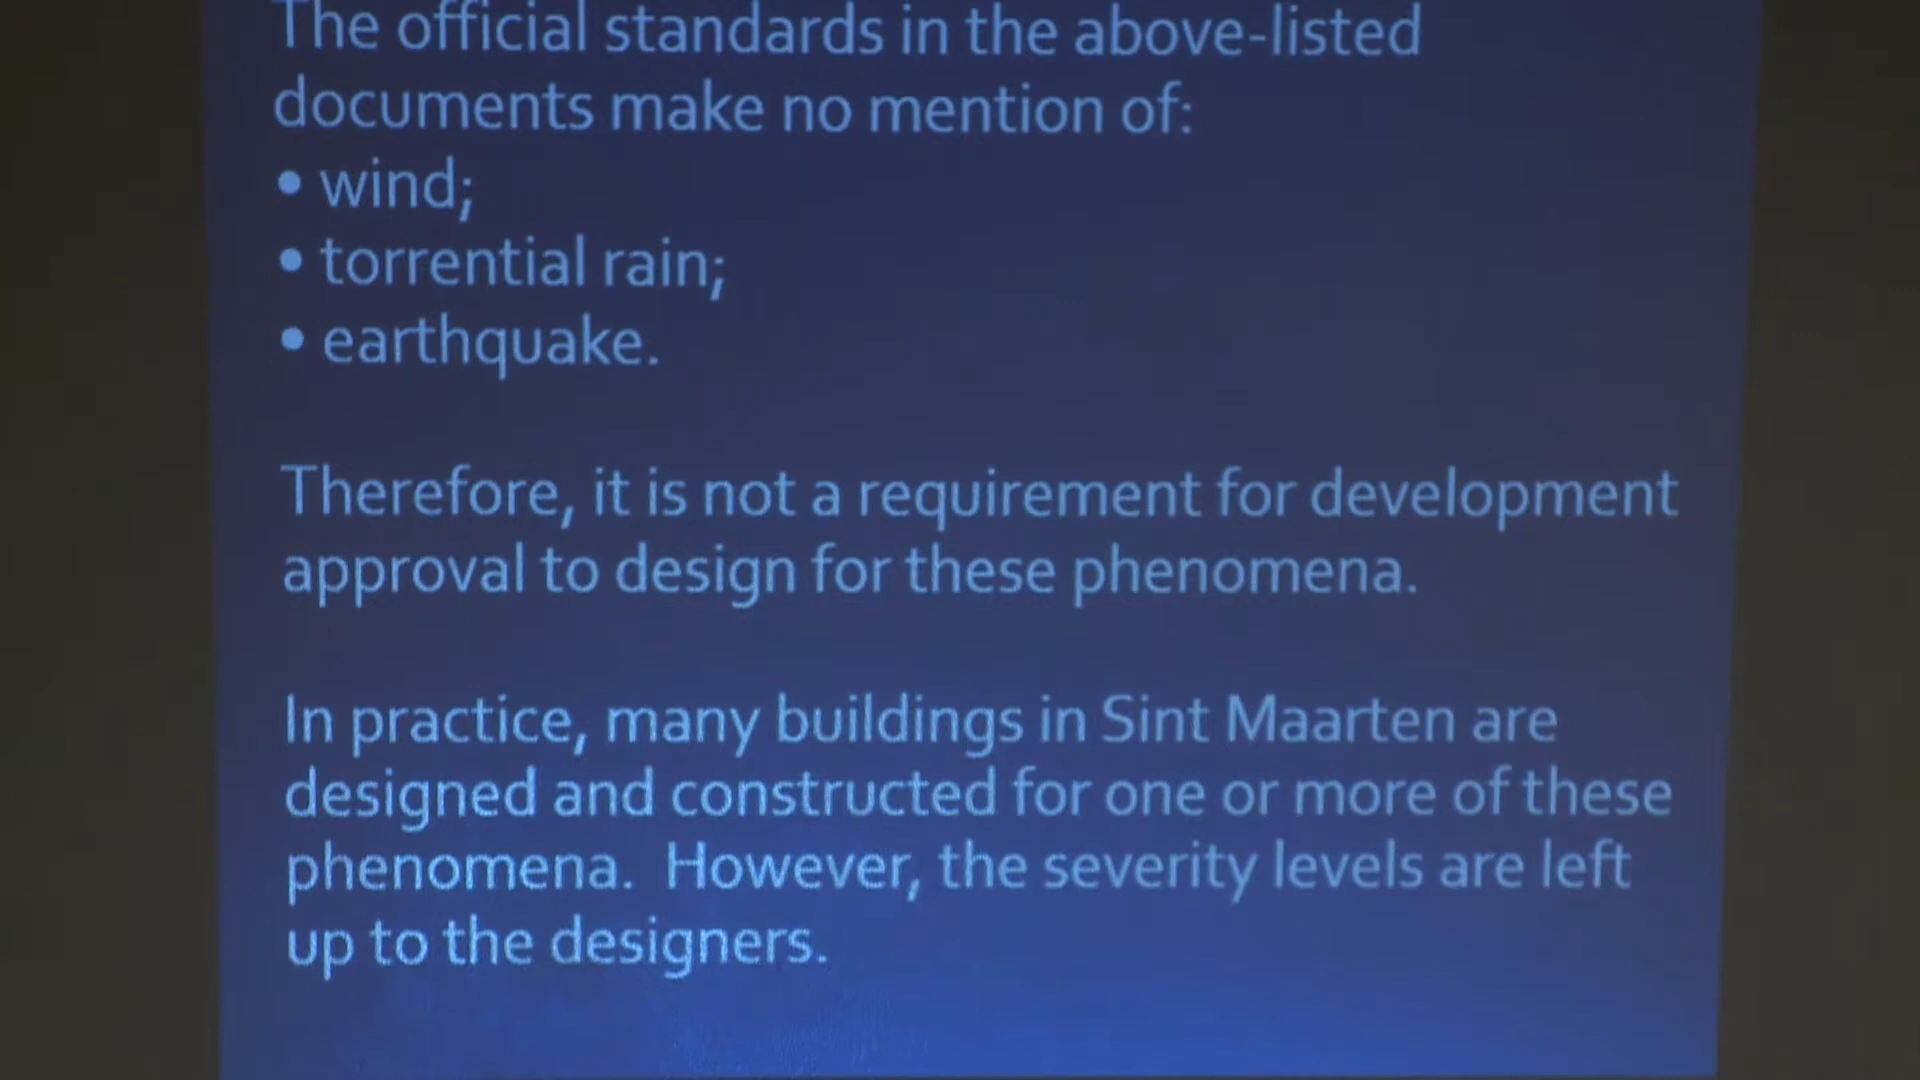 The official standards in the above-listed
documents make no mention of:
• wind;
• torrential rain;
• earthquake.
Therefore, it is not a requirement for development
approval to design for these phenomena.
In practice, many buildings in Sint Maarten are
designed and constructed for one or more of these
phenomena.  However, the severity levels are left
up to the designers.